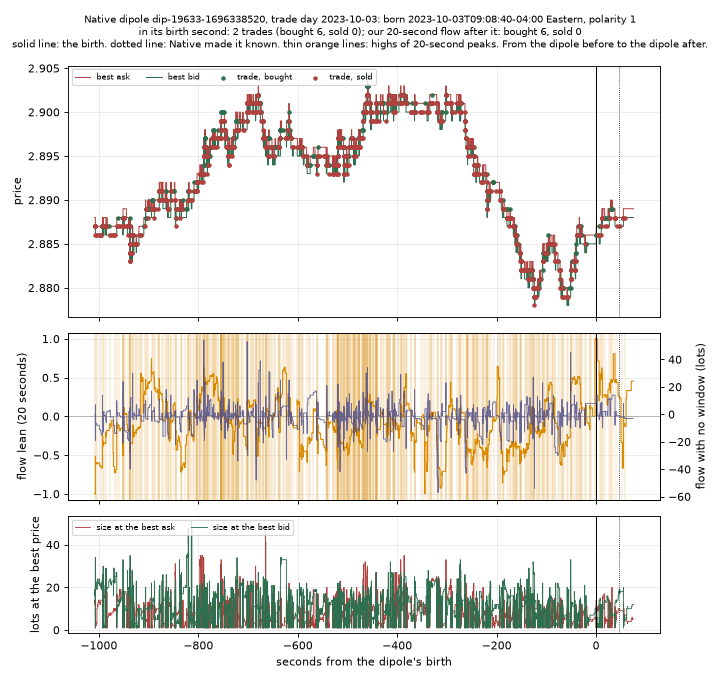 Native dipole dip-19633-1696338520, trade day 2023-10-03: born 2023-10-03T09:08:40-04:00 Eastern, polarity 1
in its birth second: 2 trades (bought 6, sold 0); our 20-second flow after it: bought 6, sold 0
solid line: the birth. dotted line: Native made it known. thin orange lines: highs of 20-second peaks. From the dipole before to the dipole after.
best ask best bid trade, bought trade, sold
2.905
2.900
2.895
2.890
2.885
2.880
price
1.0
0.5
0.0
−0.5
−1.0
flow lean (20 seconds)
40
20
0
−20
−40
−60
flow with no window (lots)
size at the best ask size at the best bid
40
20
0
lots at the best price
−1000 −800 −600 −400 −200 0
seconds from the dipole's birth